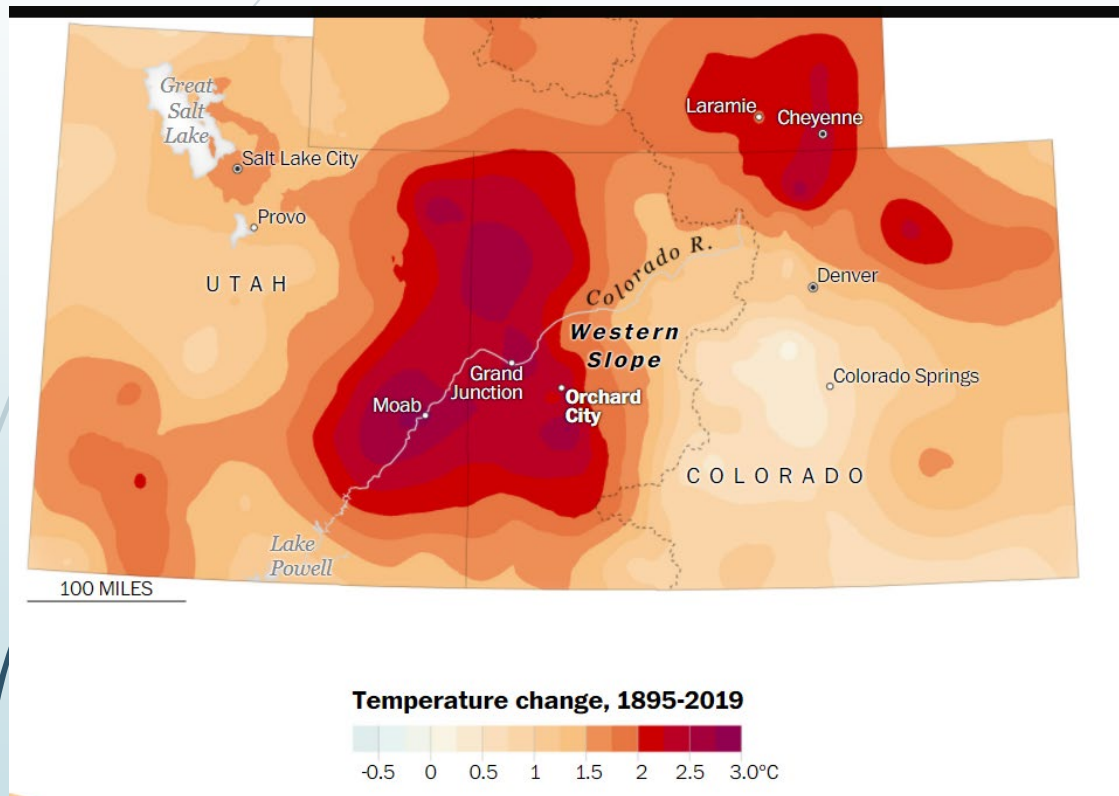 Great
Salt
Lake
Salt Lake City
Provo
UTAH
Laramie
Cheyenne
Colorado R.
Denver
Western
Slope
Grand
Junction
Moab
Orchard
City
Colorado Springs
COLORADO
Lake
Powell
100 MILES
Temperature change, 1895-2019
-0.5 0 0.5 1 1.5 2 2.5 3.0°C